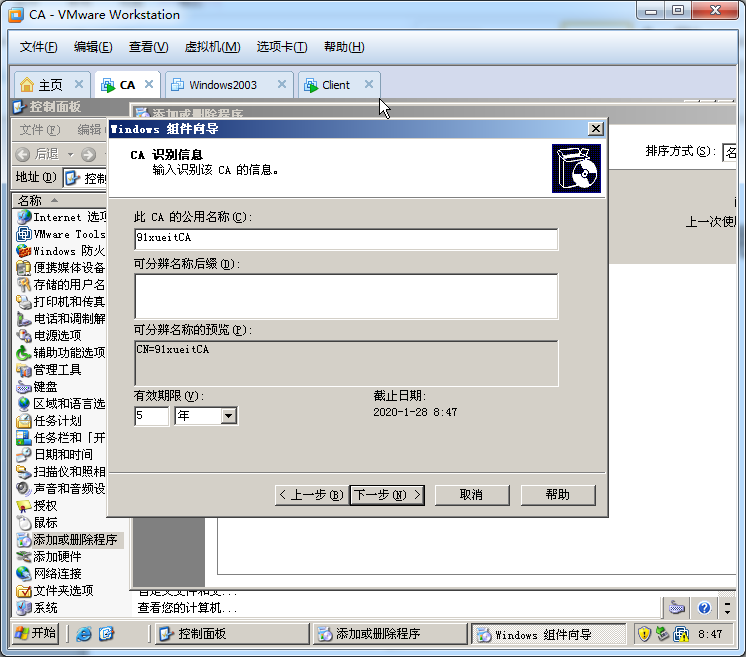 CA - VMware Workstation
文件(F) 编辑(E) 查看(V) 虚拟机(M) 选项卡(T) 帮助(H)
主页 CA Windows2003 Client
控制面板
添加或删除程序
文件(F) 编辑
后退
地址(D) 控制
名称
Internet 选项
VMware Tools
Windows 防火
便携媒体设备
存储的用户名
打印机和传真
电话和调制解
电源选项
辅助功能选项
管理工具
键盘
区域和语言选
任务计划
任务栏和「开
日期和时间
扫描仪和照相
声音和音频设
授权
鼠标
添加或删除程序
添加硬件
网络连接
文件夹选项
系统
排序方式(S): 名
上一次使用
Windows 组件向导
CA 识别信息
输入识别该 CA 的信息。
此 CA 的公用名称(C):
91xueitCA
可分辨名称后缀(D):
可分辨名称的预览(P):
CN=91xueitCA
有效期限(V):
截止日期:
5 年
2020-1-28 8:47
< 上一步(B) 下一步(N) > 取消 帮助
自定义文件和文...
查看您的计算机...
开始 控制面板 添加或删除程序 Windows 组件向导 8:47